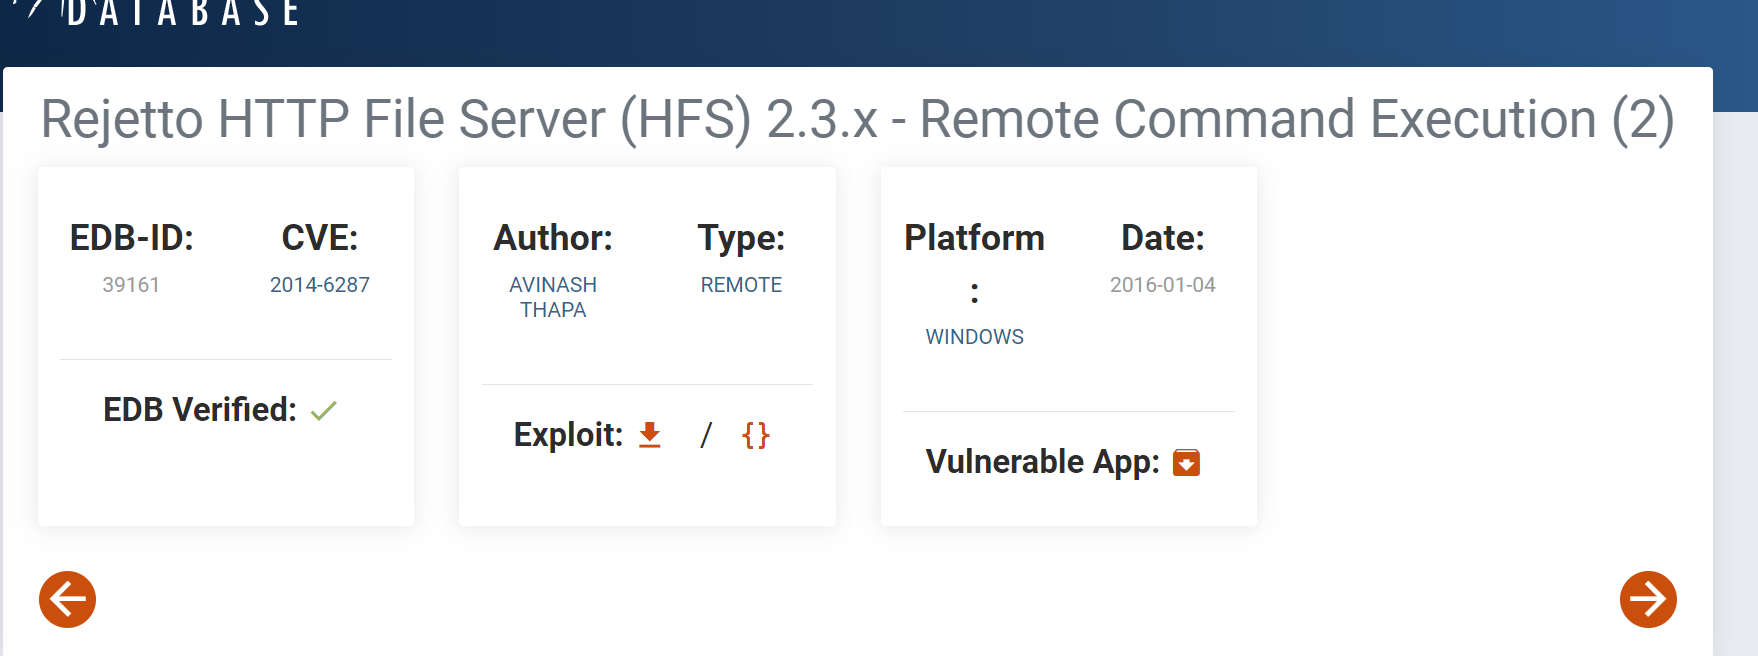 DATABASE
Rejetto HTTP File Server (HFS) 2.3.x - Remote Command Execution (2)
EDB-ID:
39161
CVE:
2014-6287
EDB Verified:
Author:
AVINASH
THAPA
Type:
REMOTE
Exploit: / {}
Platform
:
WINDOWS
Date:
2016-01-04
Vulnerable App: